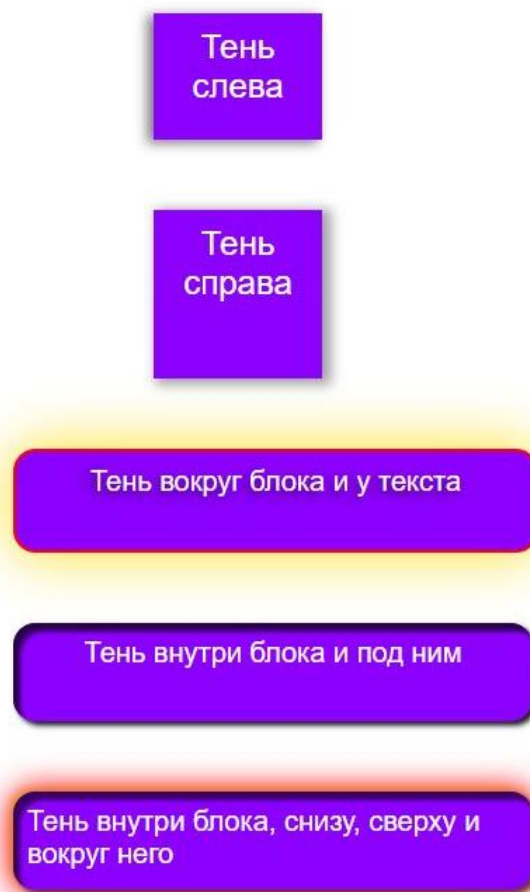 Тень
слева
Тень
справа
Тень вокруг блока и у текста
Тень внутри блока и под ним
Тень внутри блока, снизу, сверху и
вокруг него